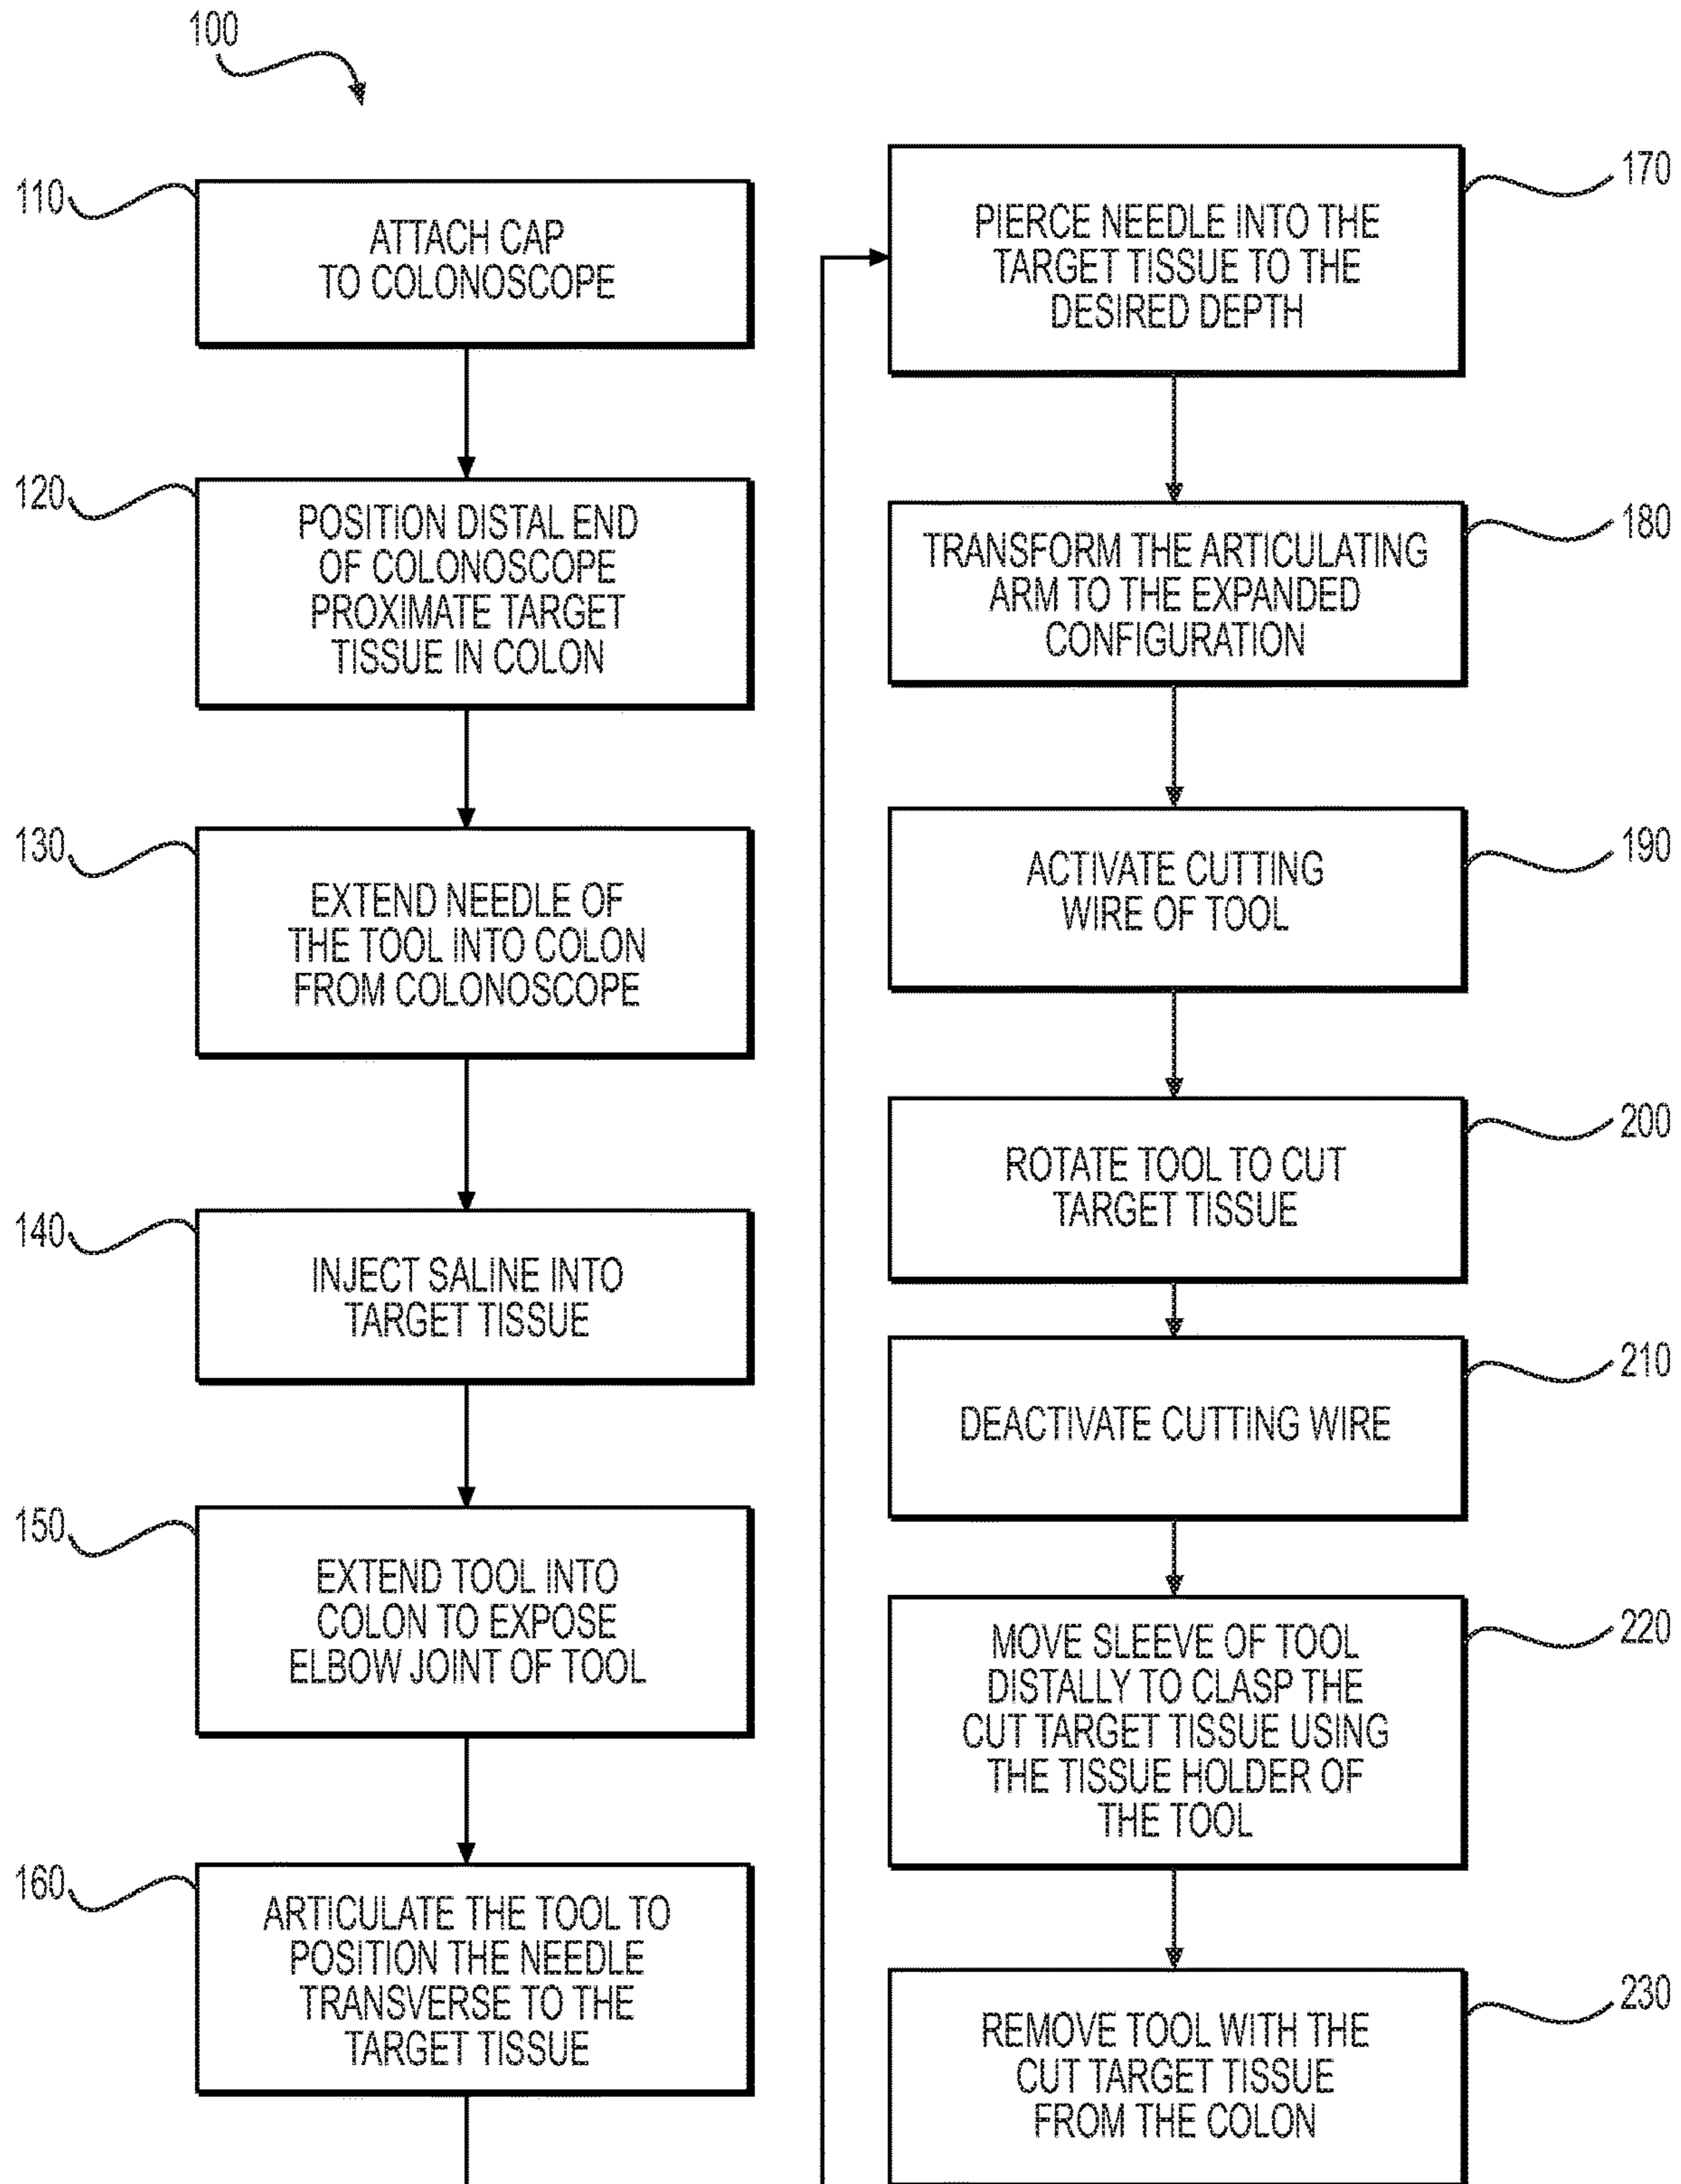 100
110
ATTACH CAP
TO COLONOSCOPE
120
POSITION DISTAL END
OF COLONOSCOPE
PROXIMATE TARGET
TISSUE IN COLON
130
EXTEND NEEDLE OF
THE TOOL INTO COLON
FROM COLONOSCOPE
140
INJECT SALINE INTO
TARGET TISSUE
150
EXTEND TOOL INTO
COLON TO EXPOSE
ELBOW JOINT OF TOOL
160
ARTICULATE THE TOOL TO
POSITION THE NEEDLE
TRANSVERSE TO THE
TARGET TISSUE
170
PIERCE NEEDLE INTO THE
TARGET TISSUE TO THE
DESIRED DEPTH
180
TRANSFORM THE ARTICULATING
ARM TO THE EXPANDED
CONFIGURATION
190
ACTIVATE CUTTING
WIRE OF TOOL
200
ROTATE TOOL TO CUT
TARGET TISSUE
210
DEACTIVATE CUTTING WIRE
220
MOVE SLEEVE OF TOOL
DISTALLY TO CLASP THE
CUT TARGET TISSUE USING
THE TISSUE HOLDER OF
THE TOOL
230
REMOVE TOOL WITH THE
CUT TARGET TISSUE
FROM THE COLON